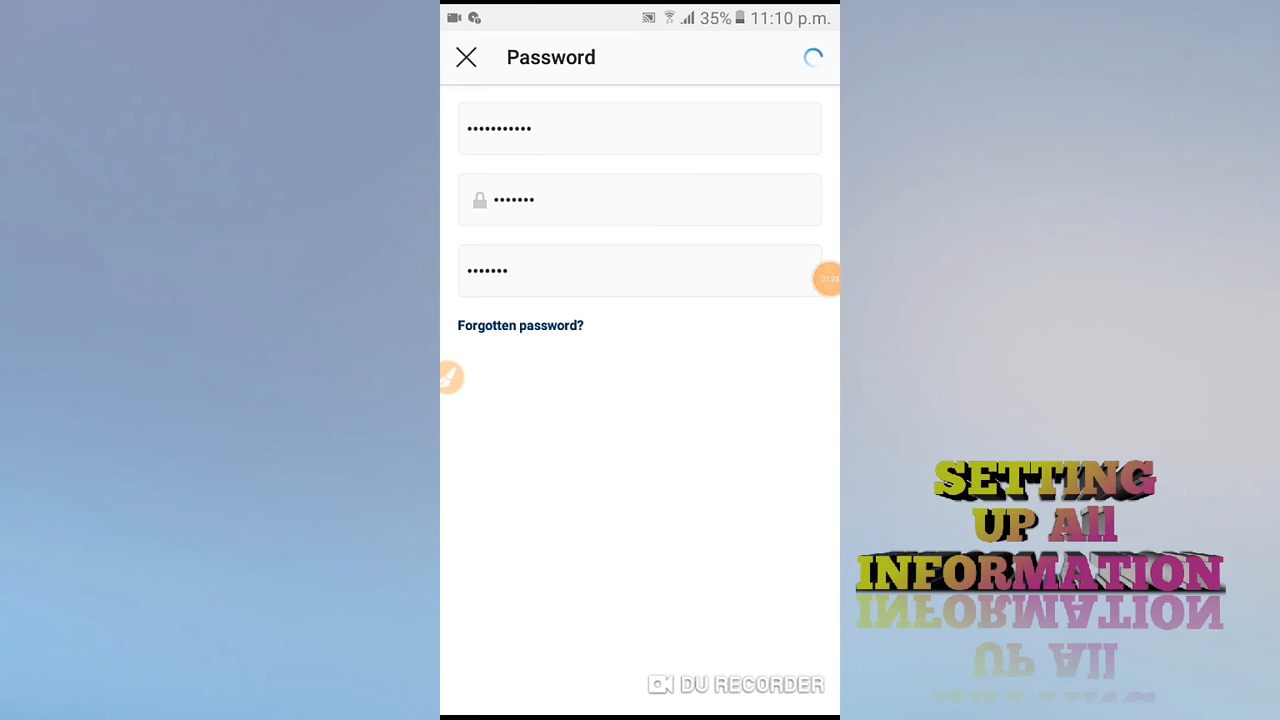 35% 11:10 p.m.
Password
•••••••••••
•••••••
•••••••
Forgotten password?
DU RECORDER
SETTING
UP All
INFORMATION